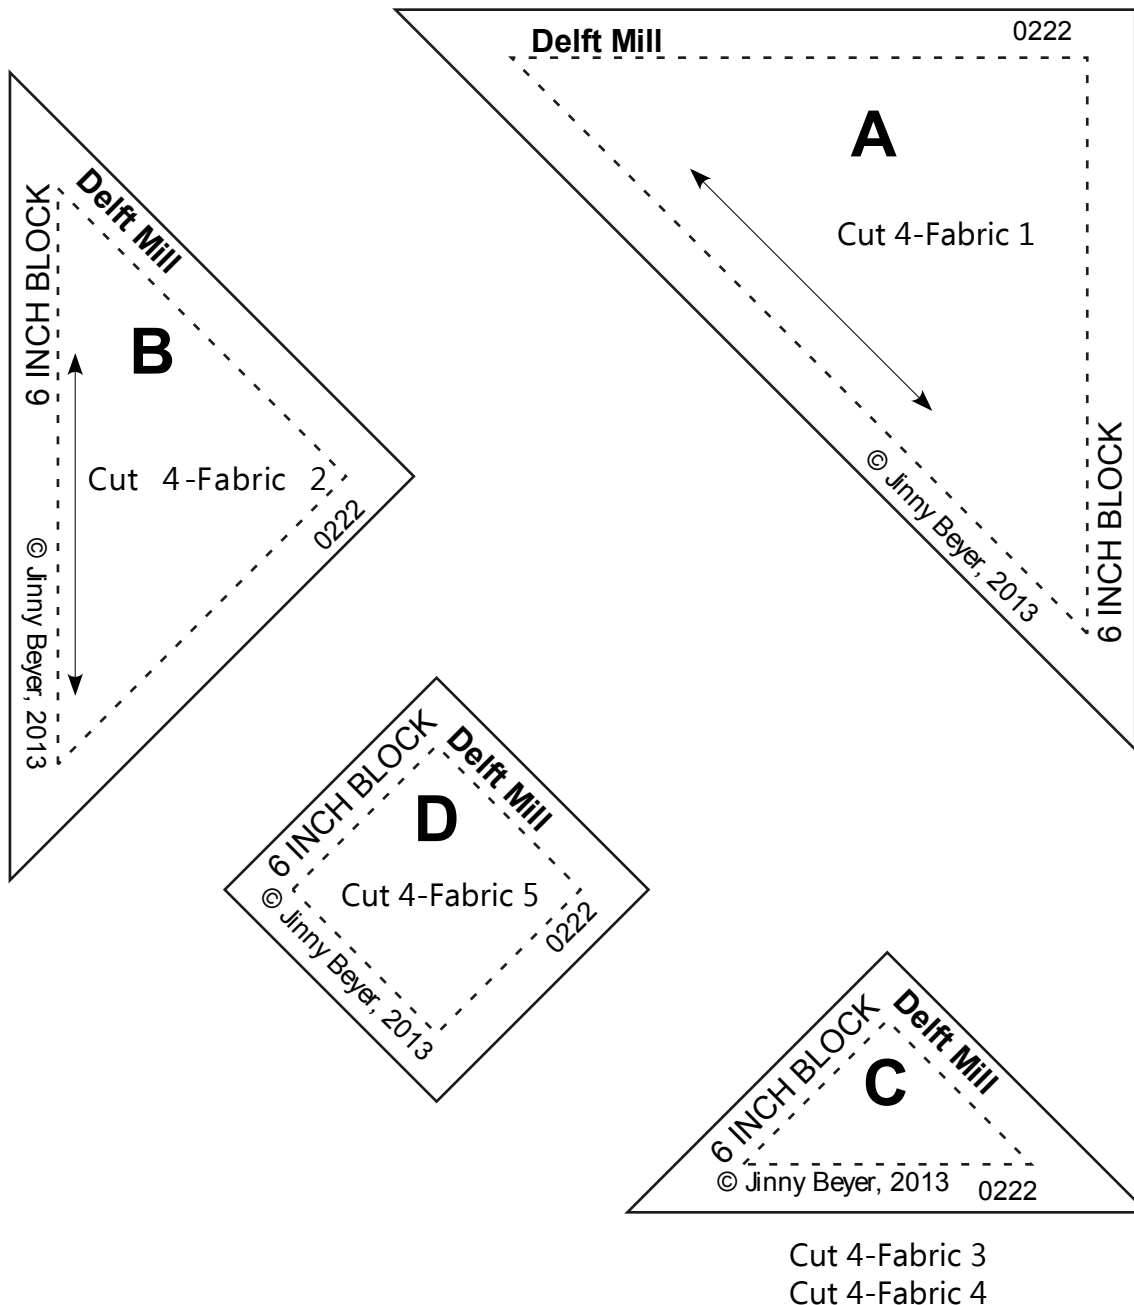 Delft Mill
0222
A
Cut 4-Fabric 1
© Jinny Beyer, 2013
6 INCH BLOCK
Delft Mill
6 INCH BLOCK
B
Cut 4-Fabric 2
0222
© Jinny Beyer, 2013
6 INCH BLOCK
Delft Mill
D
Cut 4-Fabric 5
© Jinny Beyer, 2013
0222
6 INCH BLOCK
Delft Mill
C
© Jinny Beyer, 2013
0222
Cut 4-Fabric 3
Cut 4-Fabric 4